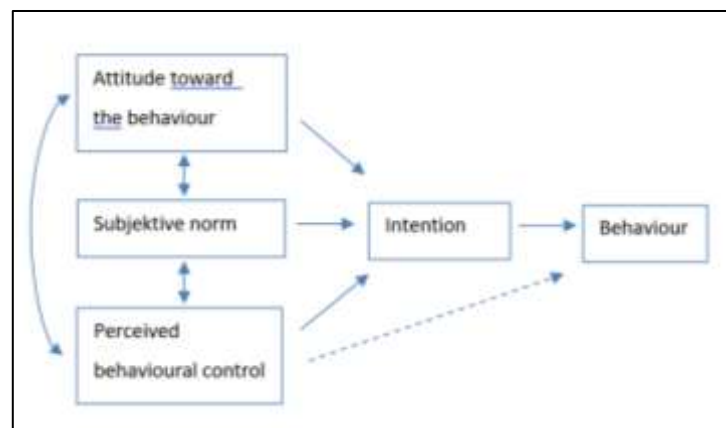 Attitude toward
the behaviour
Subjektive norm
Intention
Behaviour
Perceived
behavioural control